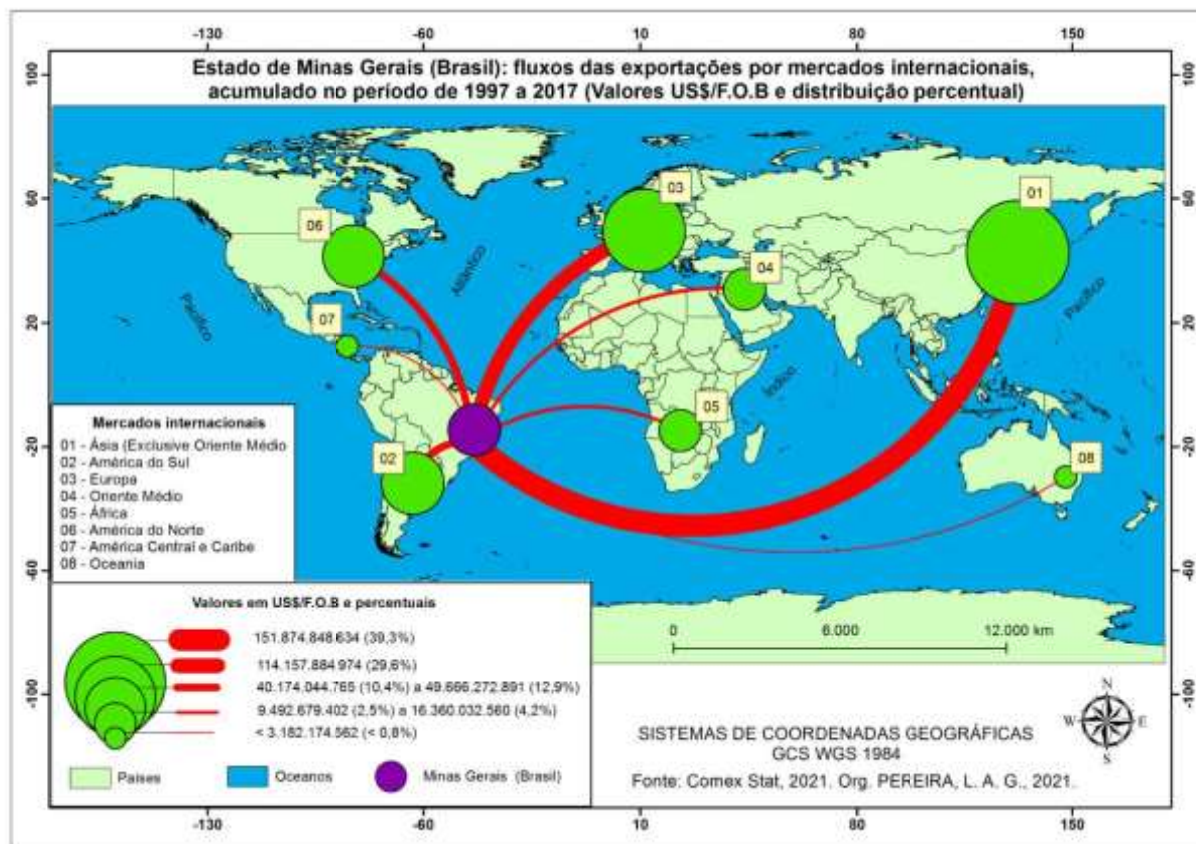 -130 -60 10 80 150
Estado de Minas Gerais (Brasil): fluxos das exportações por mercados internacionais,
acumulado no período de 1997 a 2017 (Valores US$/F.O.B e distribuição percentual)
100 100
60 60
20 20
-20 -20
-60 -60
-100 -100
03
01
06
04
Atlântico
Pacífico
Pacífico
07
Índico
05
02
08
Mercados internacionais
01 - Ásia (Exclusive Oriente Médio
02 - América do Sul
03 - Europa
04 - Oriente Médio
05 - África
06 - América do Norte
07 - América Central e Caribe
08 - Oceania
Valores em US$/F.O.B e percentuais
151.874.848.634 (39,3%)
114.157.884.974 (29,6%)
40.174.044.765 (10,4%) a 49.666.272.891 (12,9%)
9.492.679.402 (2,5%) a 16.360.032.560 (4,2%)
< 3.182.174.562 (< 0,8%)
Países Oceanos Minas Gerais (Brasil)
0 6.000 12.000 km
N
W E
S
SISTEMAS DE COORDENADAS GEOGRÁFICAS
GCS WGS 1984
Fonte: Comex Stat, 2021. Org. PEREIRA, L. A. G., 2021.
-130 -60 10 80 150